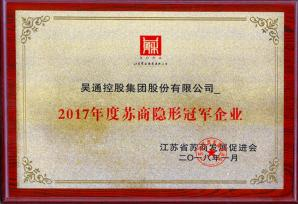 吴通控股集团股份有限公司_
2017年度苏商隐形冠军企业
江苏省苏商发展促进会
二〇一八年一月